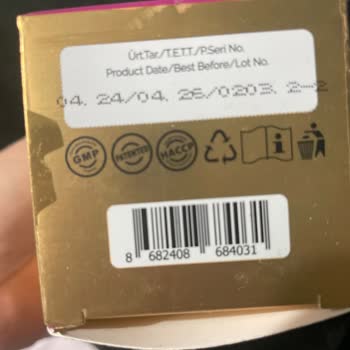 Ürt.Tar./T.E.T.T./P.Seri No.
Product Date/Best Before/Lot No.
04. 24/04. 26/0203. 2-2
GMP PATENTED HACCP
8 682408 684031